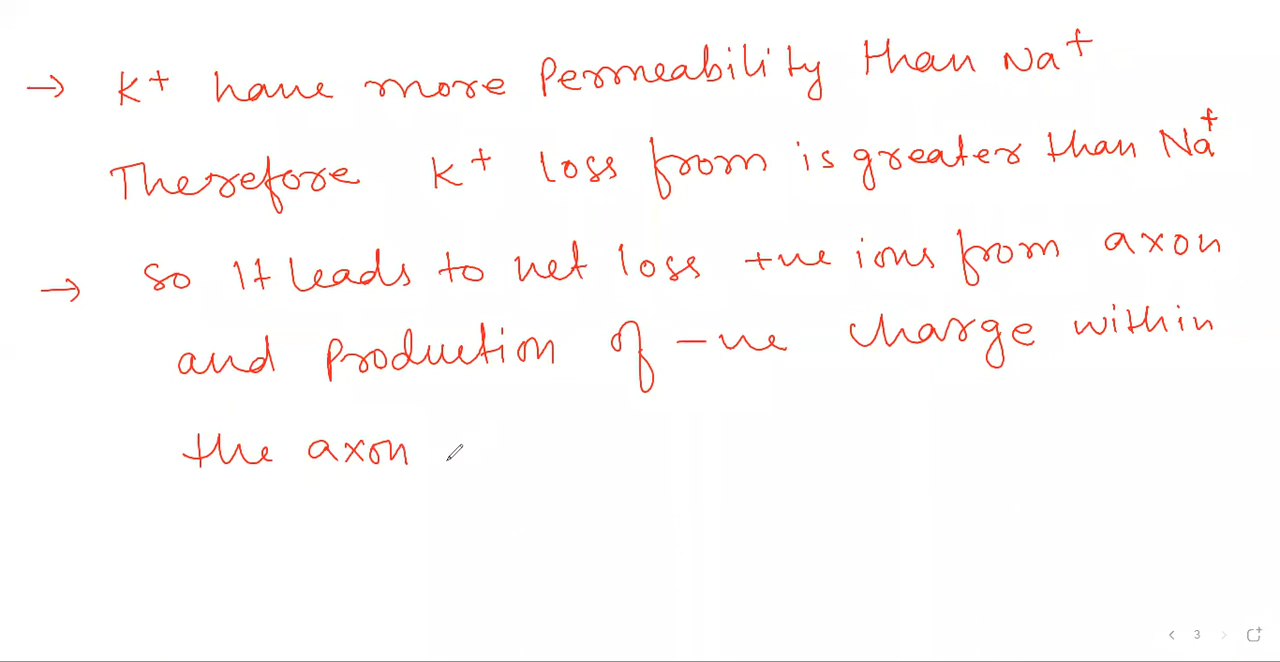 → K+ have more Permeability than Na+
Therefore K+ loss from is greater than Na+
→ so It leads to net loss +ve ions from axon
and Production of -ve charge within
the axon
3